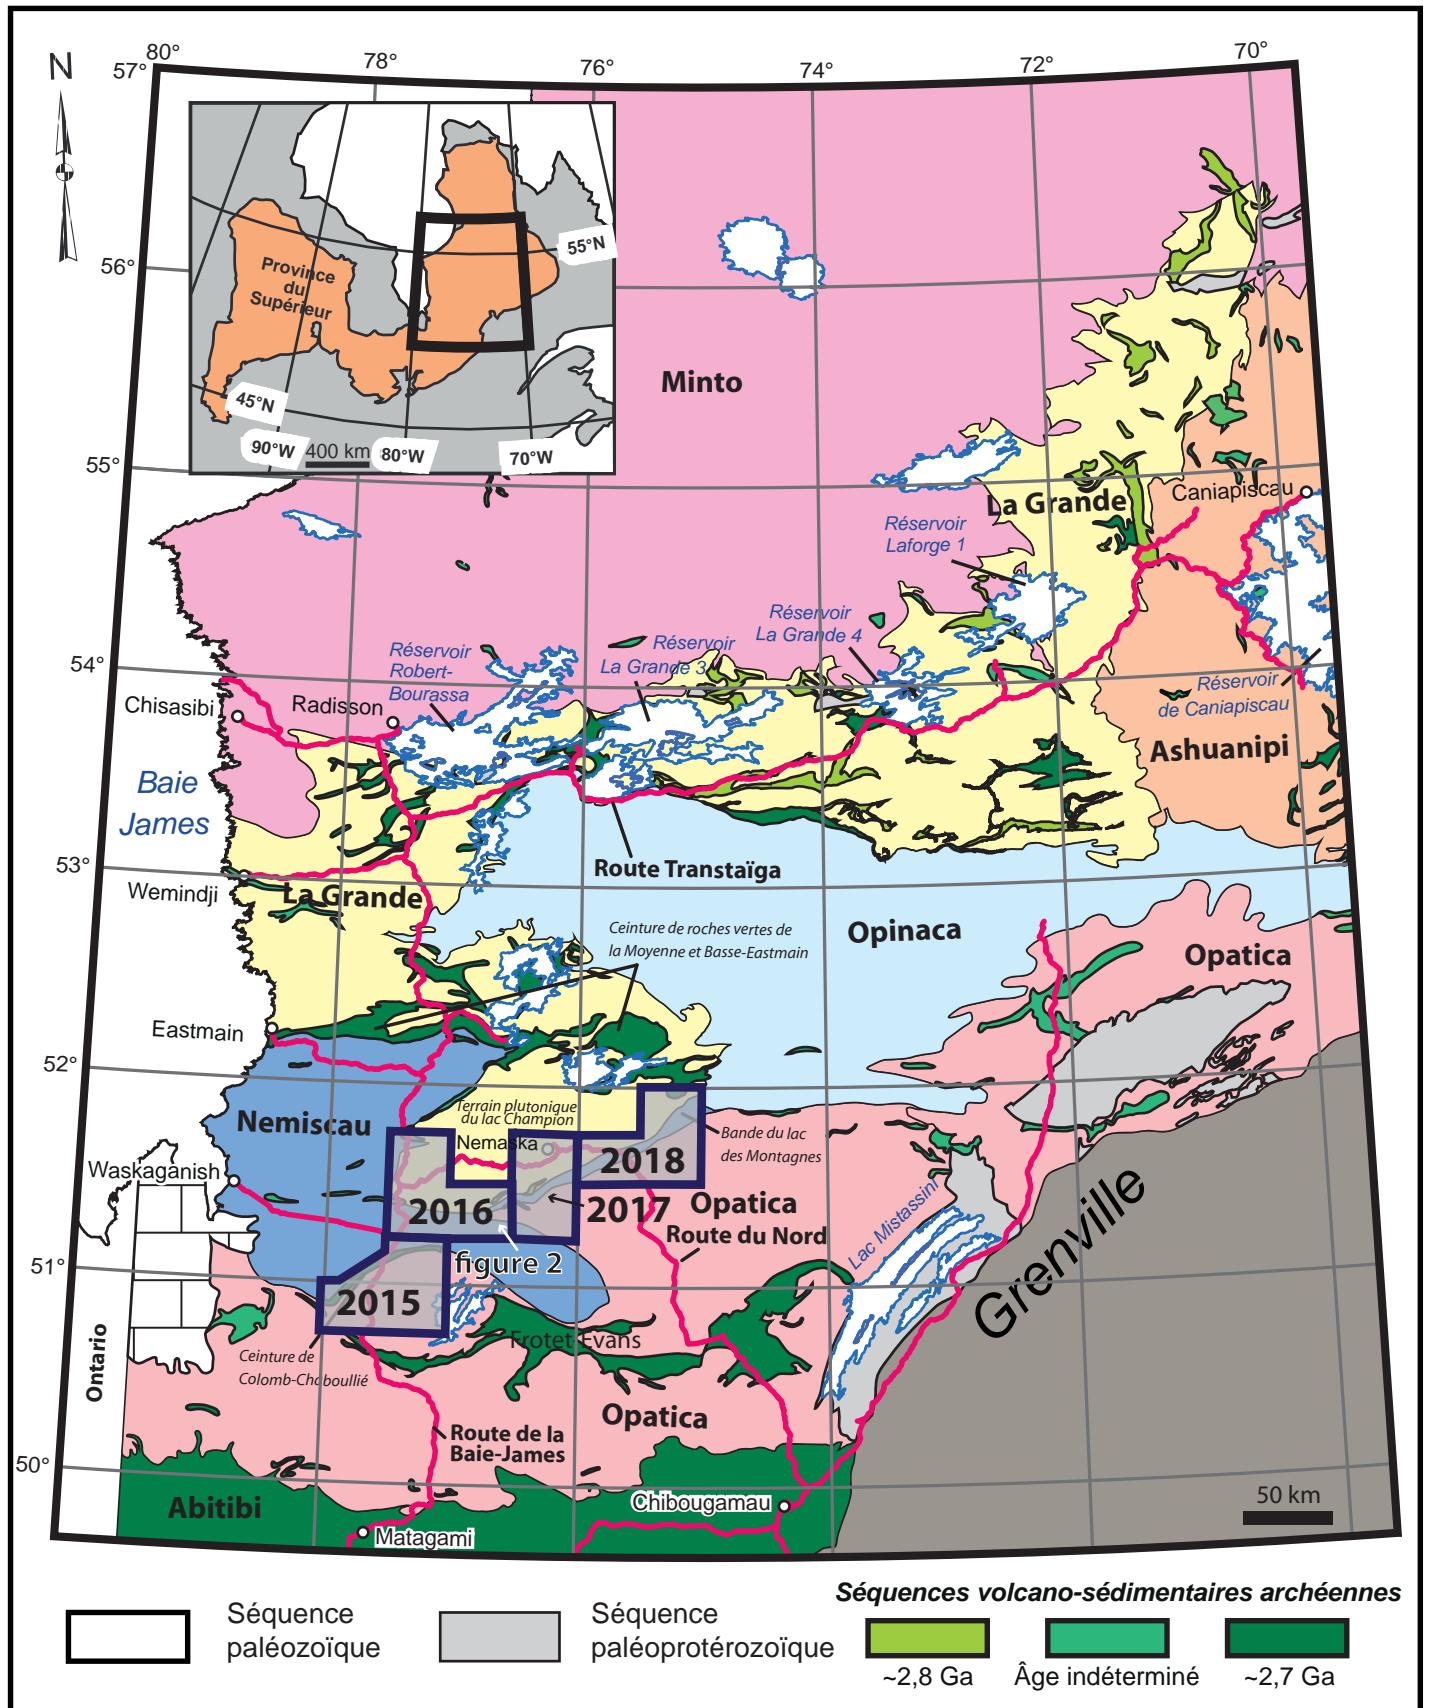 80°
78°
76°
74°
72°
70°
57°
N
56°
55°
54°
53°
52°
51°
50°
Province
du
Supérieur
55°N
45°N
90°W
400 km
80°W
70°W
Minto
La Grande
Caniapiscau
Réservoir
Laforge 1
Réservoir
La Grande 4
Réservoir
La Grande 3
Réservoir
Robert-
Bourassa
Réservoir
de Caniapiscau
Chisasibi
Radisson
Ashuanipi
Baie
James
Route Transtaïga
Wemindji
La Grande
Ceinture de roches vertes de
la Moyenne et Basse-Eastmain
Opinaca
Opatica
Eastmain
Nemiscau
Terrain plutonique
du lac Champion
Nemaska
Bande du lac
des Montagnes
Waskaganish
2018
2016
2017
Opatica
Route du Nord
figure 2
2015
Lac Mistassini
Grenville
Frotet-Evans
Ceinture de
Colomb-Chaboullié
Ontario
Opatica
Route de la
Baie-James
Abitibi
Chibougamau
Matagami
50 km
Séquence
paléozoïque
Séquence
paléoprotérozoïque
Séquences volcano-sédimentaires archéennes
~2,8 Ga
Âge indéterminé
~2,7 Ga